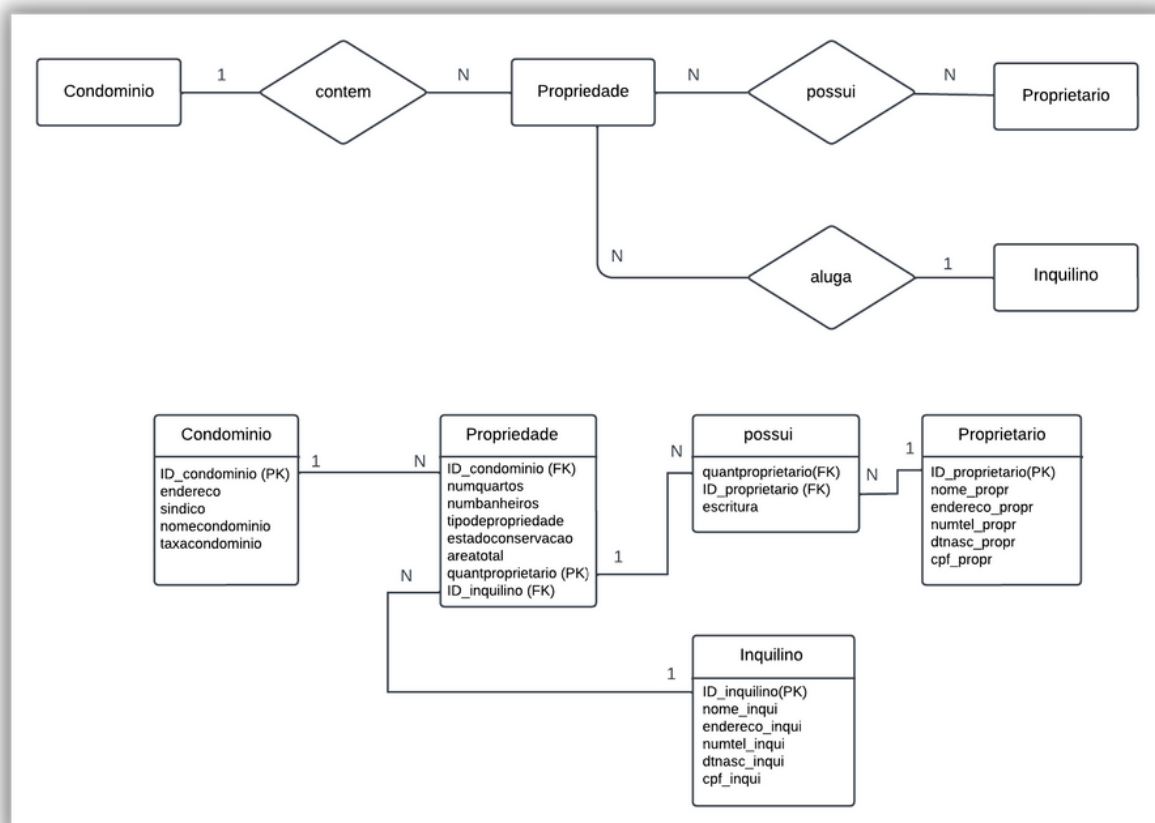 Condominio
1
contem
N
Propriedade
N
possui
N
Proprietario
N
aluga
1
Inquilino
Condominio
ID_condominio (PK)
endereco
sindico
nomecondominio
taxacondominio
1
N
Propriedade
ID_condominio (FK)
numquartos
numbanheiros
tipodepropriedade
estadoconservacao
areatotal
quantproprietario (PK)
ID_inquilino (FK)
1
N
possui
quantproprietario(FK)
ID_proprietario (FK)
escritura
N
1
Proprietario
ID_proprietario(PK)
nome_propr
endereco_propr
numtel_propr
dtnasc_propr
cpf_propr
N
1
Inquilino
ID_inquilino(PK)
nome_inqui
endereco_inqui
numtel_inqui
dtnasc_inqui
cpf_inqui